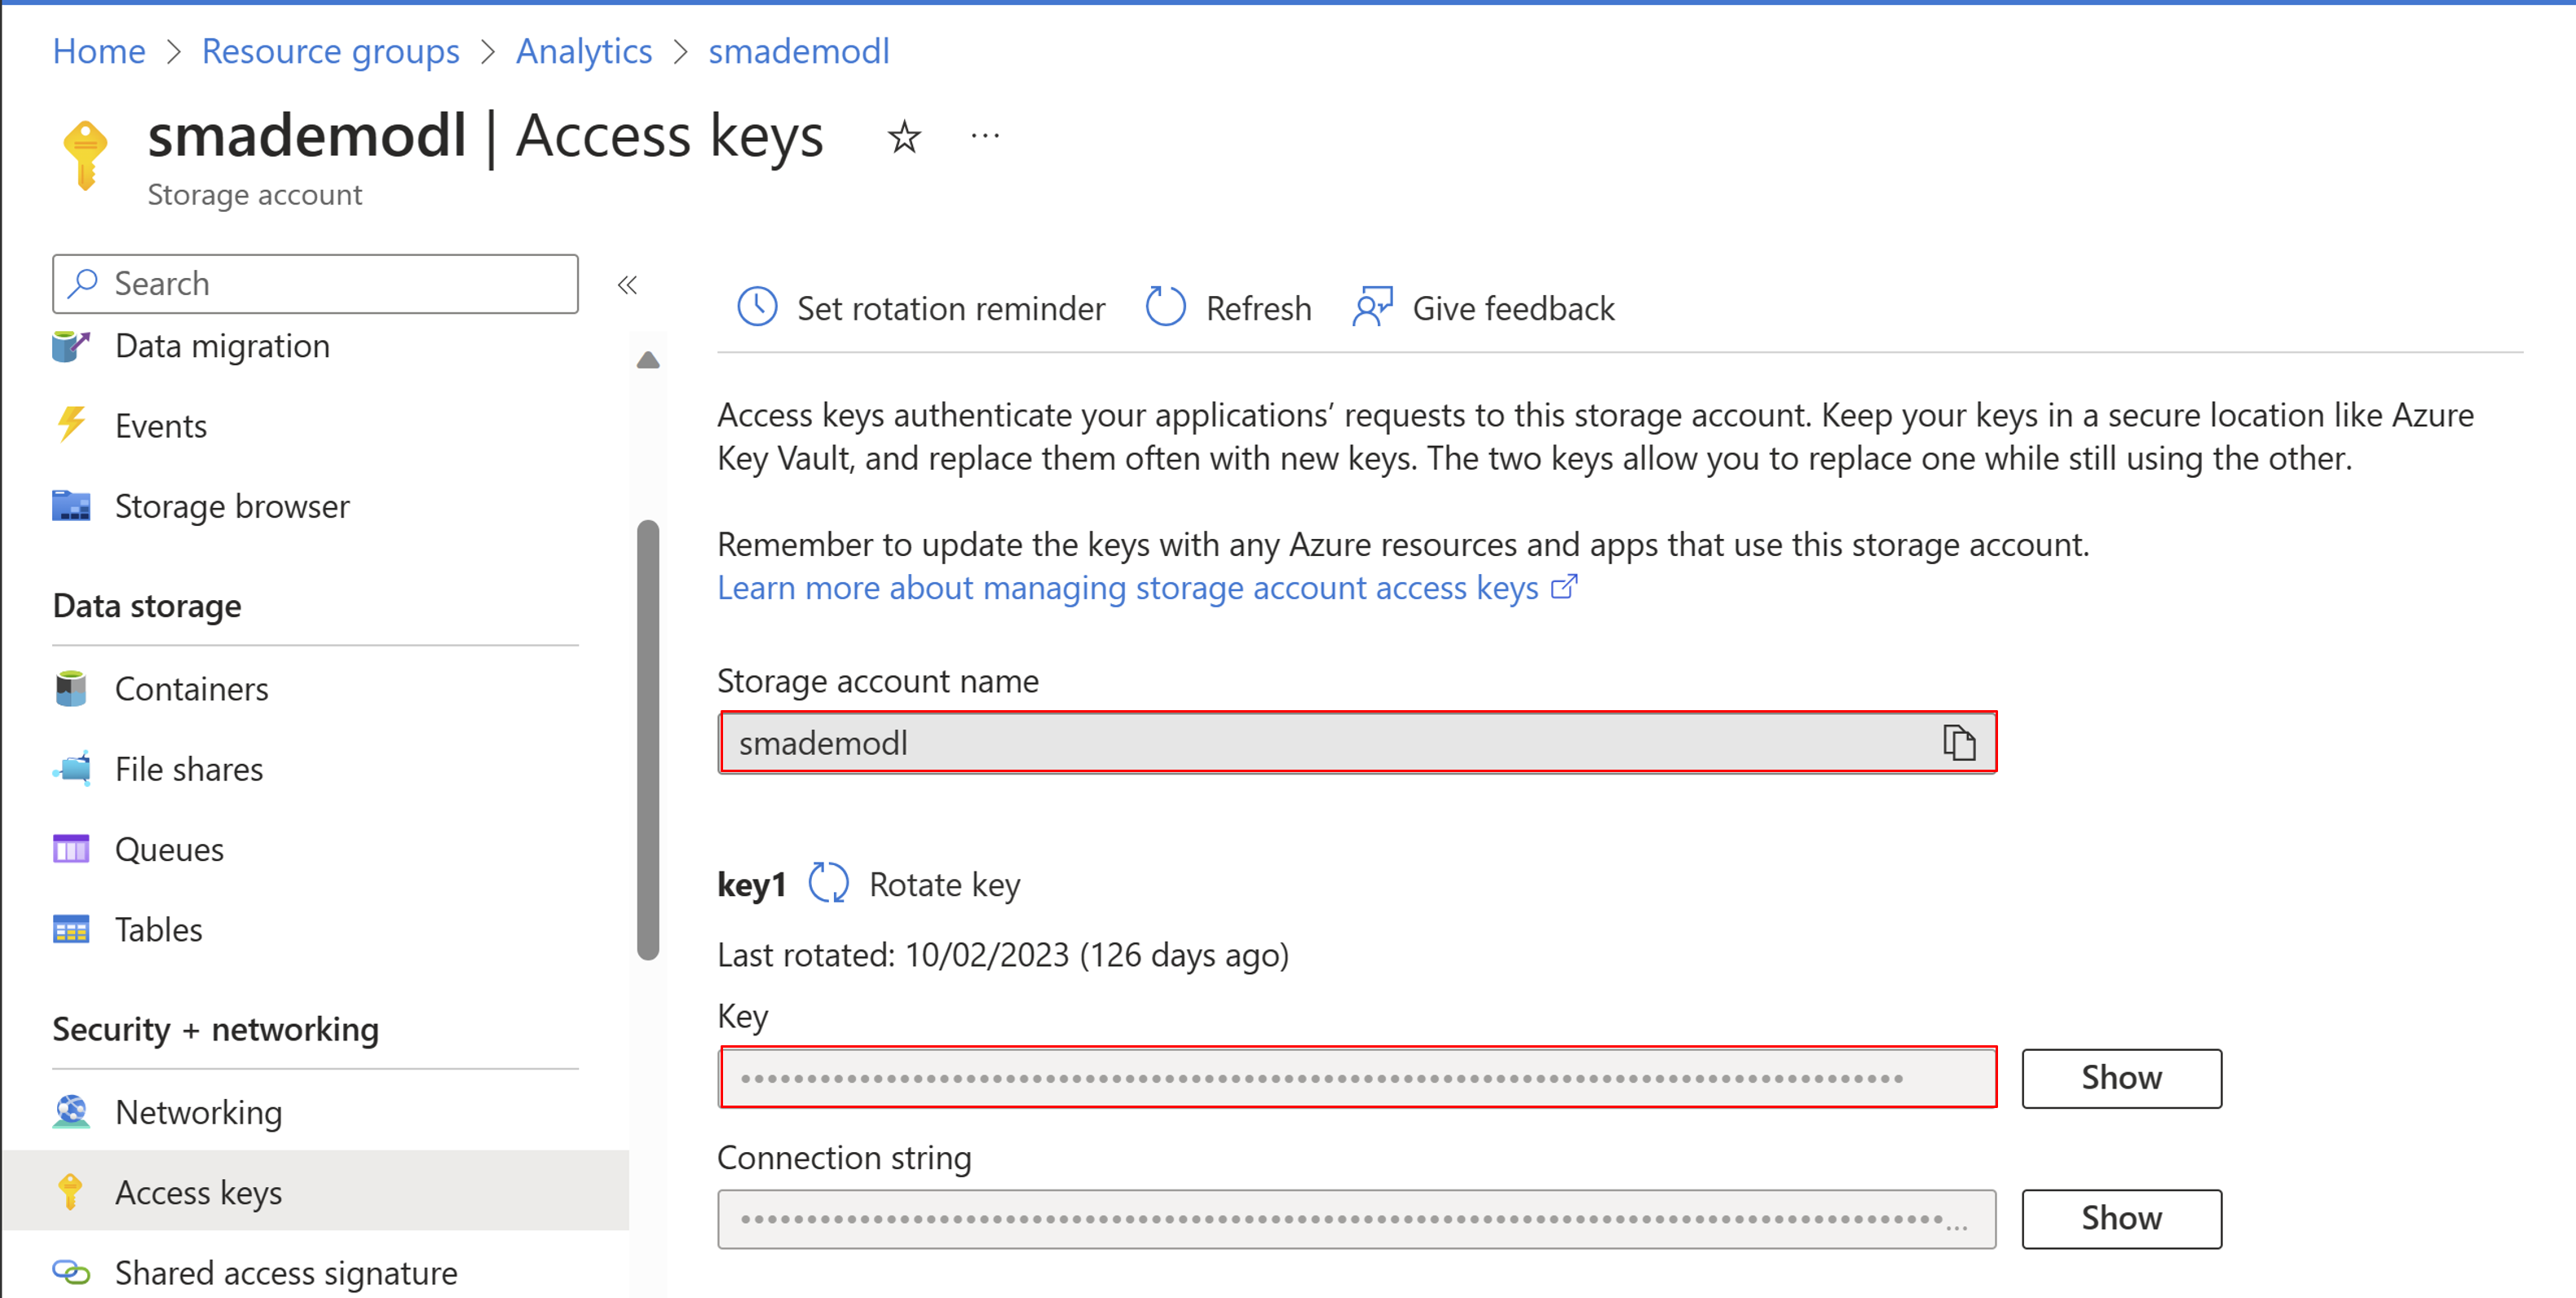 Home > Resource groups > Analytics > smademodl
smademodl | Access keys ☆ ···
Storage account
Search «
Data migration
Events
Storage browser
Data storage
Containers
File shares
Queues
Tables
Security + networking
Networking
Access keys
Shared access signature
Set rotation reminder Refresh Give feedback
Access keys authenticate your applications’ requests to this storage account. Keep your keys in a secure location like Azure
Key Vault, and replace them often with new keys. The two keys allow you to replace one while still using the other.
Remember to update the keys with any Azure resources and apps that use this storage account.
Learn more about managing storage account access keys
Storage account name
smademodl
key1 Rotate key
Last rotated: 10/02/2023 (126 days ago)
Key
Show
Connection string
Show